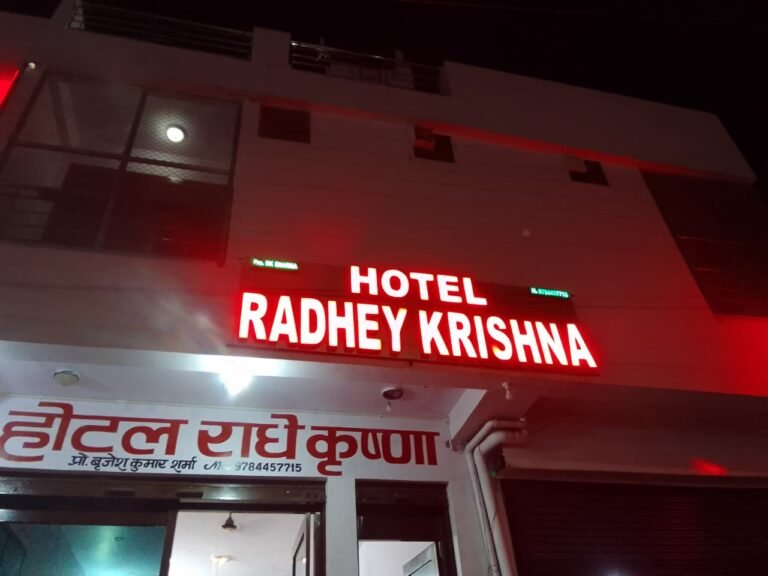 HOTEL
RADHEY KRISHNA
होटल राधे कृष्णा
प्रो. बृजेश कुमार शर्मा M 9784457715